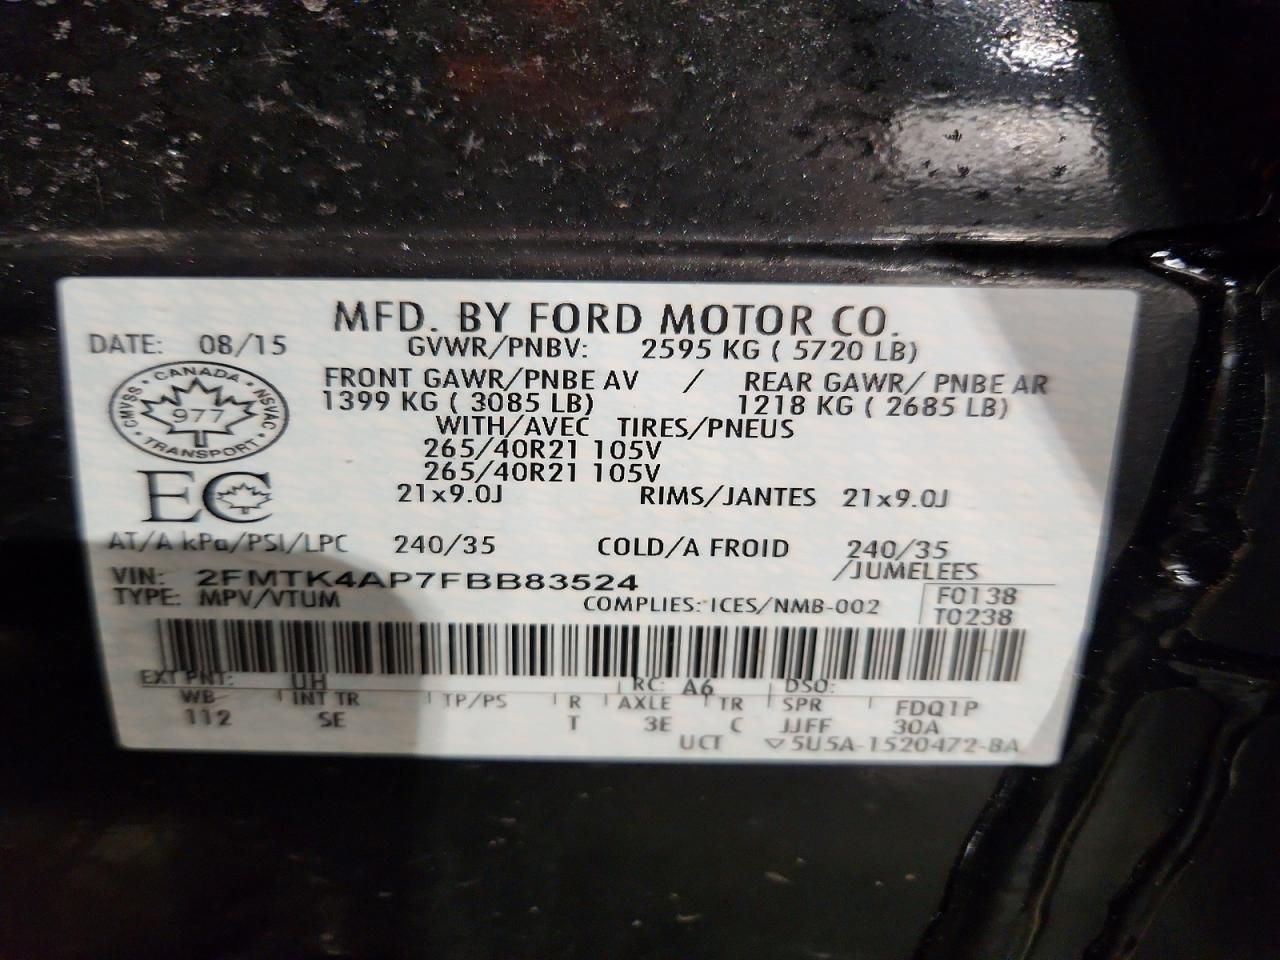 MFD. BY FORD MOTOR CO.
DATE: 08/15 GVWR/PNBV: 2595 KG ( 5720 LB)
FRONT GAWR/PNBE AV / REAR GAWR/ PNBE AR
1399 KG ( 3085 LB) 1218 KG ( 2685 LB)
WITH/AVEC TIRES/PNEUS
265/40R21 105V
265/40R21 105V
21x9.0J RIMS/JANTES 21x9.0J
CMVSS · CANADA · NSVAC · TRANSPORT ·
977
EC
AT/A kPa/PSI/LPC 240/35 COLD/A FROID 240/35
/JUMELEES
VIN: 2FMTK4AP7FBB83524
TYPE: MPV/VTUM COMPLIES: ICES/NMB-002
F0138
T0238
EXT PNT: UH RC: A6 DSO:
WB INT TR TP/PS R AXLE TR SPR FDQ1P
112 SE T 3E C JJFF 30A
UCT ▽5U5A-1520472-BA